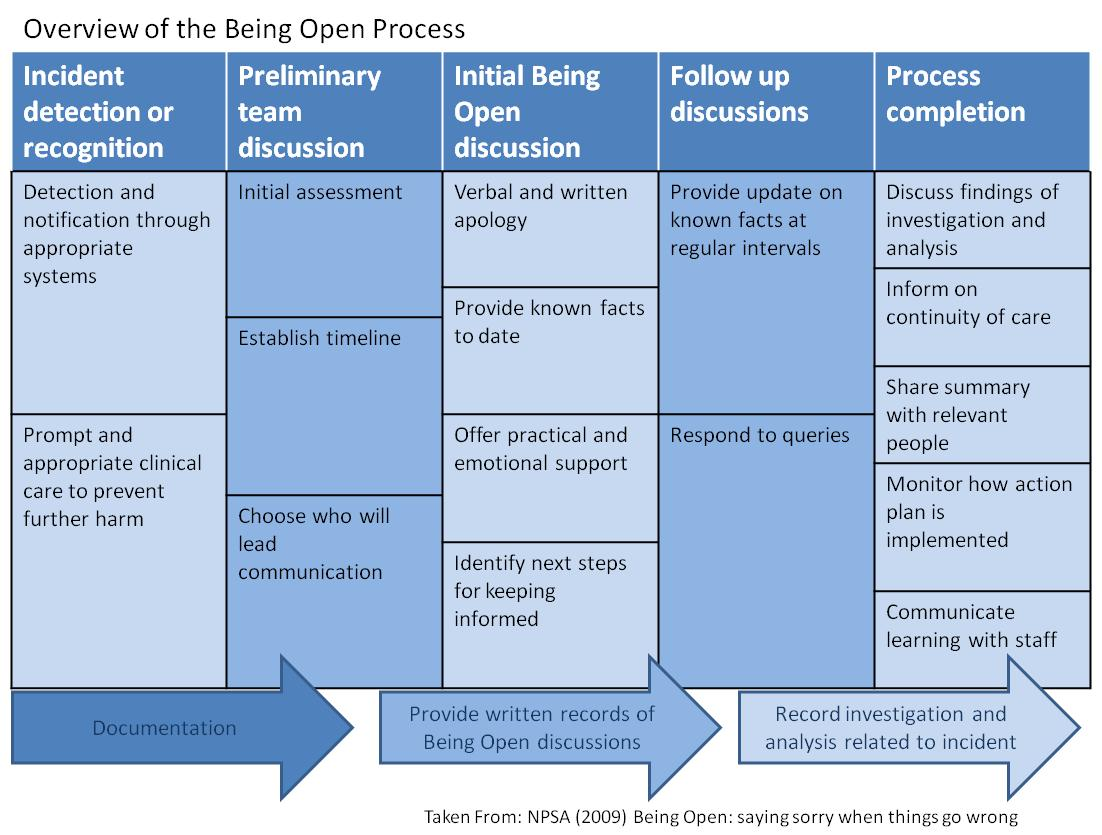 Overview of the Being Open Process
Incident
detection or
recognition
Preliminary
team
discussion
Initial Being
Open
discussion
Follow up
discussions
Process
completion
Detection and
notification through
appropriate
systems
Prompt and
appropriate clinical
care to prevent
further harm
Initial assessment
Establish timeline
Choose who will
lead
communication
Verbal and written
apology
Provide known facts
to date
Offer practical and
emotional support
Identify next steps
for keeping
informed
Provide update on
known facts at
regular intervals
Respond to queries
Discuss findings of
investigation and
analysis
Inform on
continuity of care
Share summary
with relevant
people
Monitor how action
plan is
implemented
Communicate
learning with staff
Documentation
Provide written records of
Being Open discussions
Record investigation and
analysis related to incident
Taken From: NPSA (2009) Being Open: saying sorry when things go wrong